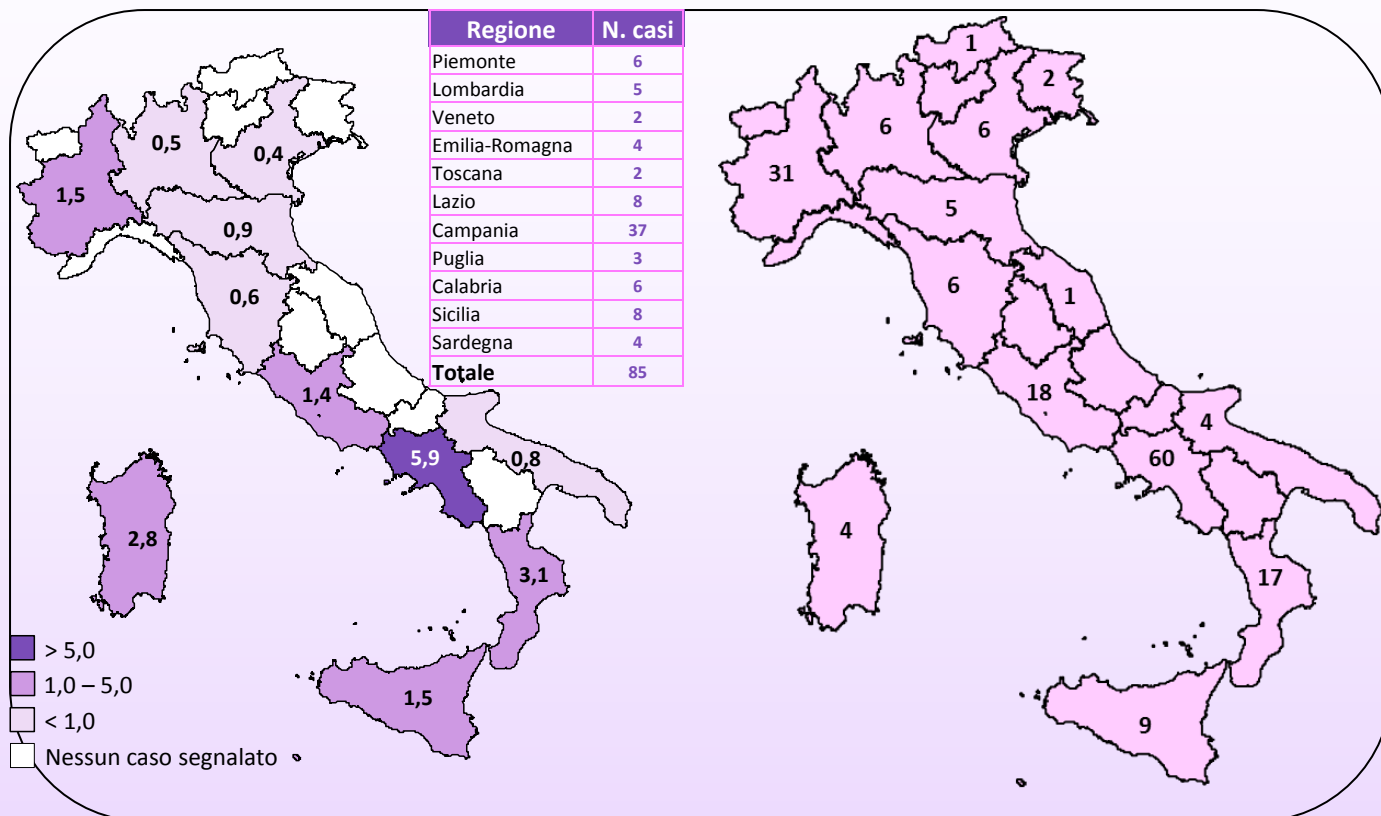 Regione N. casi
Piemonte 6
Lombardia 5
Veneto 2
Emilia-Romagna 4
Toscana 2
Lazio 8
Campania 37
Puglia 3
Calabria 6
Sicilia 8
Sardegna 4
Totale 85
0,5
0,4
1,5
0,9
0,6
1,4
5,9
0,8
2,8
3,1
1,5
> 5,0
1,0 – 5,0
< 1,0
Nessun caso segnalato
1
2
6
6
31
5
6
1
18
4
60
4
17
9